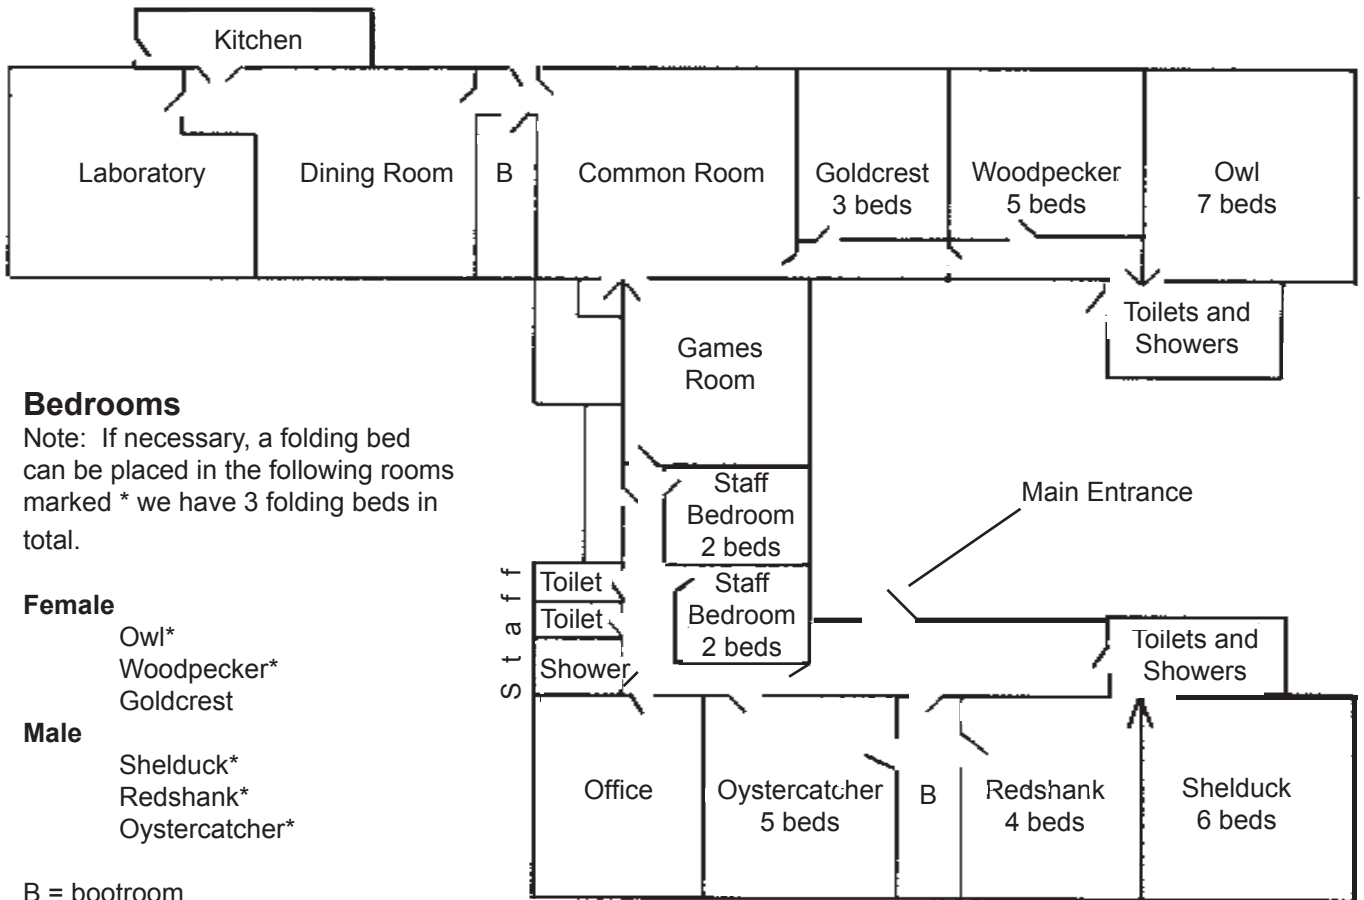 Kitchen
Laboratory
Dining Room
B
Common Room
Goldcrest
3 beds
Woodpecker
5 beds
Owl
7 beds
Toilets and
Showers
Games
Room
Bedrooms
Note: If necessary, a folding bed
can be placed in the following rooms
marked * we have 3 folding beds in
total.
Female
Owl*
Woodpecker*
Goldcrest
Male
Shelduck*
Redshank*
Oystercatcher*
B = bootroom
Staff
Bedroom
2 beds
Staff
Bedroom
2 beds
Main Entrance
Staff
Toilet
Toilet
Shower
Toilets and
Showers
Office
Oystercatcher
5 beds
B
Redshank
4 beds
Shelduck
6 beds